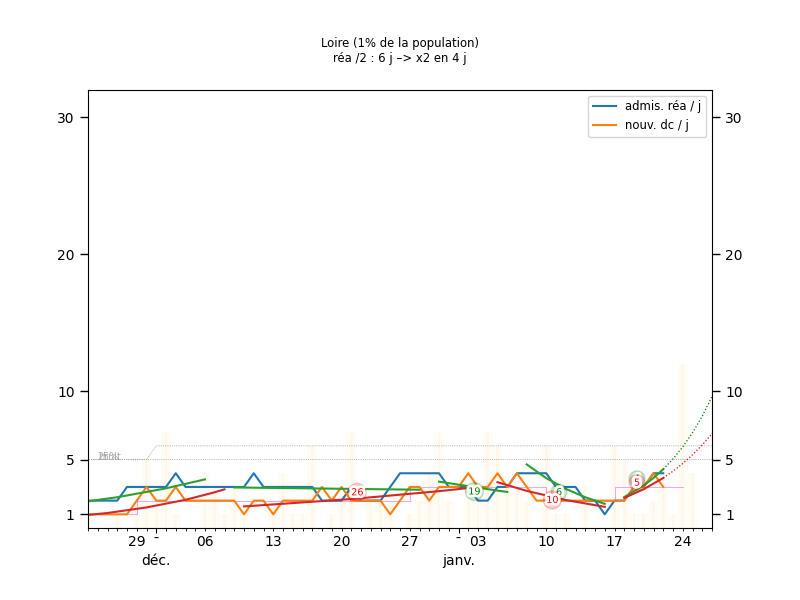 Loire (1% de la population)
réa /2 : 6 j –> x2 en 4 j
admis. réa / j
nouv. dc / j
30 30
20 20
10 10
5 5
1 1
26 19 -6 10 5
29 06 13 20 27 03 10 17 24
déc. janv.